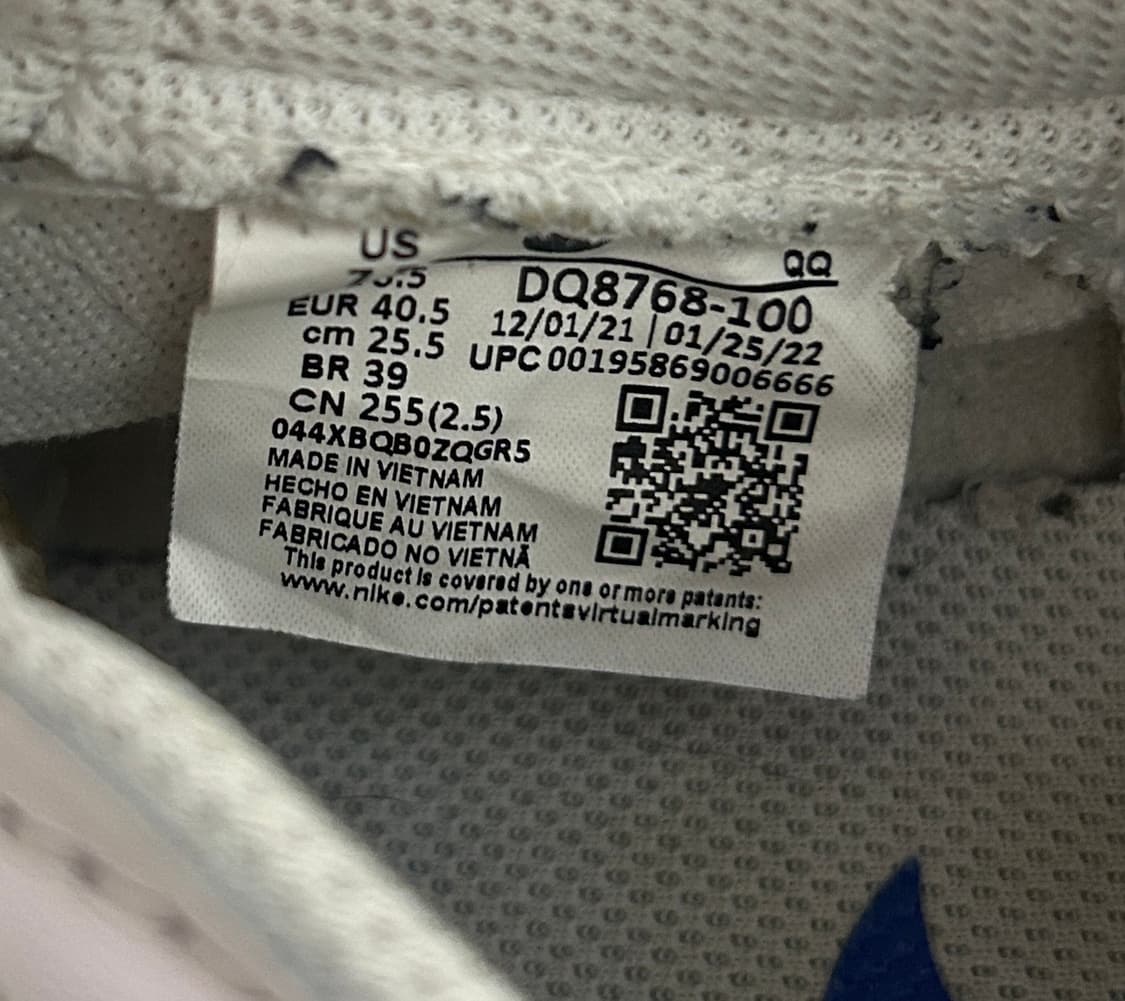 US
EUR 40.5
cm 25.5
BR 39
CN 255(2.5)
044XBQB0ZQGR5
MADE IN VIETNAM
HECHO EN VIETNAM
FABRIQUE AU VIETNAM
FABRICADO NO VIETNÃ
This product is covered by one or more patents:
www.nike.com/patentsvirtualmarking
QQ
DQ8768-100
12/01/21 | 01/25/22
UPC 00195869006666